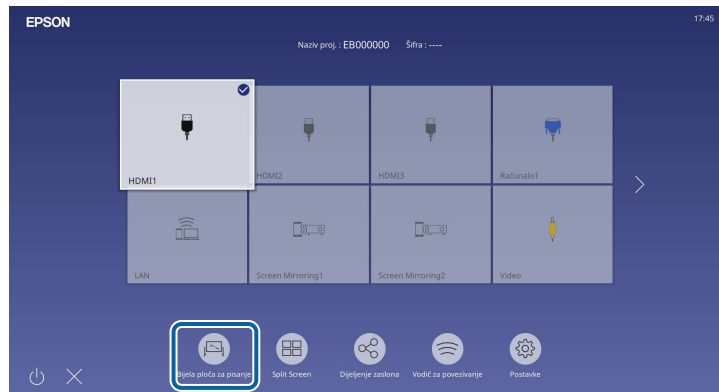 EPSON
17:45
Naziv proj. : EB000000 Šifra : ----
HDMI1
HDMI2
HDMI3
Računalo1
LAN
Screen Mirroring1
Screen Mirroring2
Video
Bijela ploča za pisanje
Split Screen
Dijeljenje zaslona
Vodič za povezivanje
Postavke